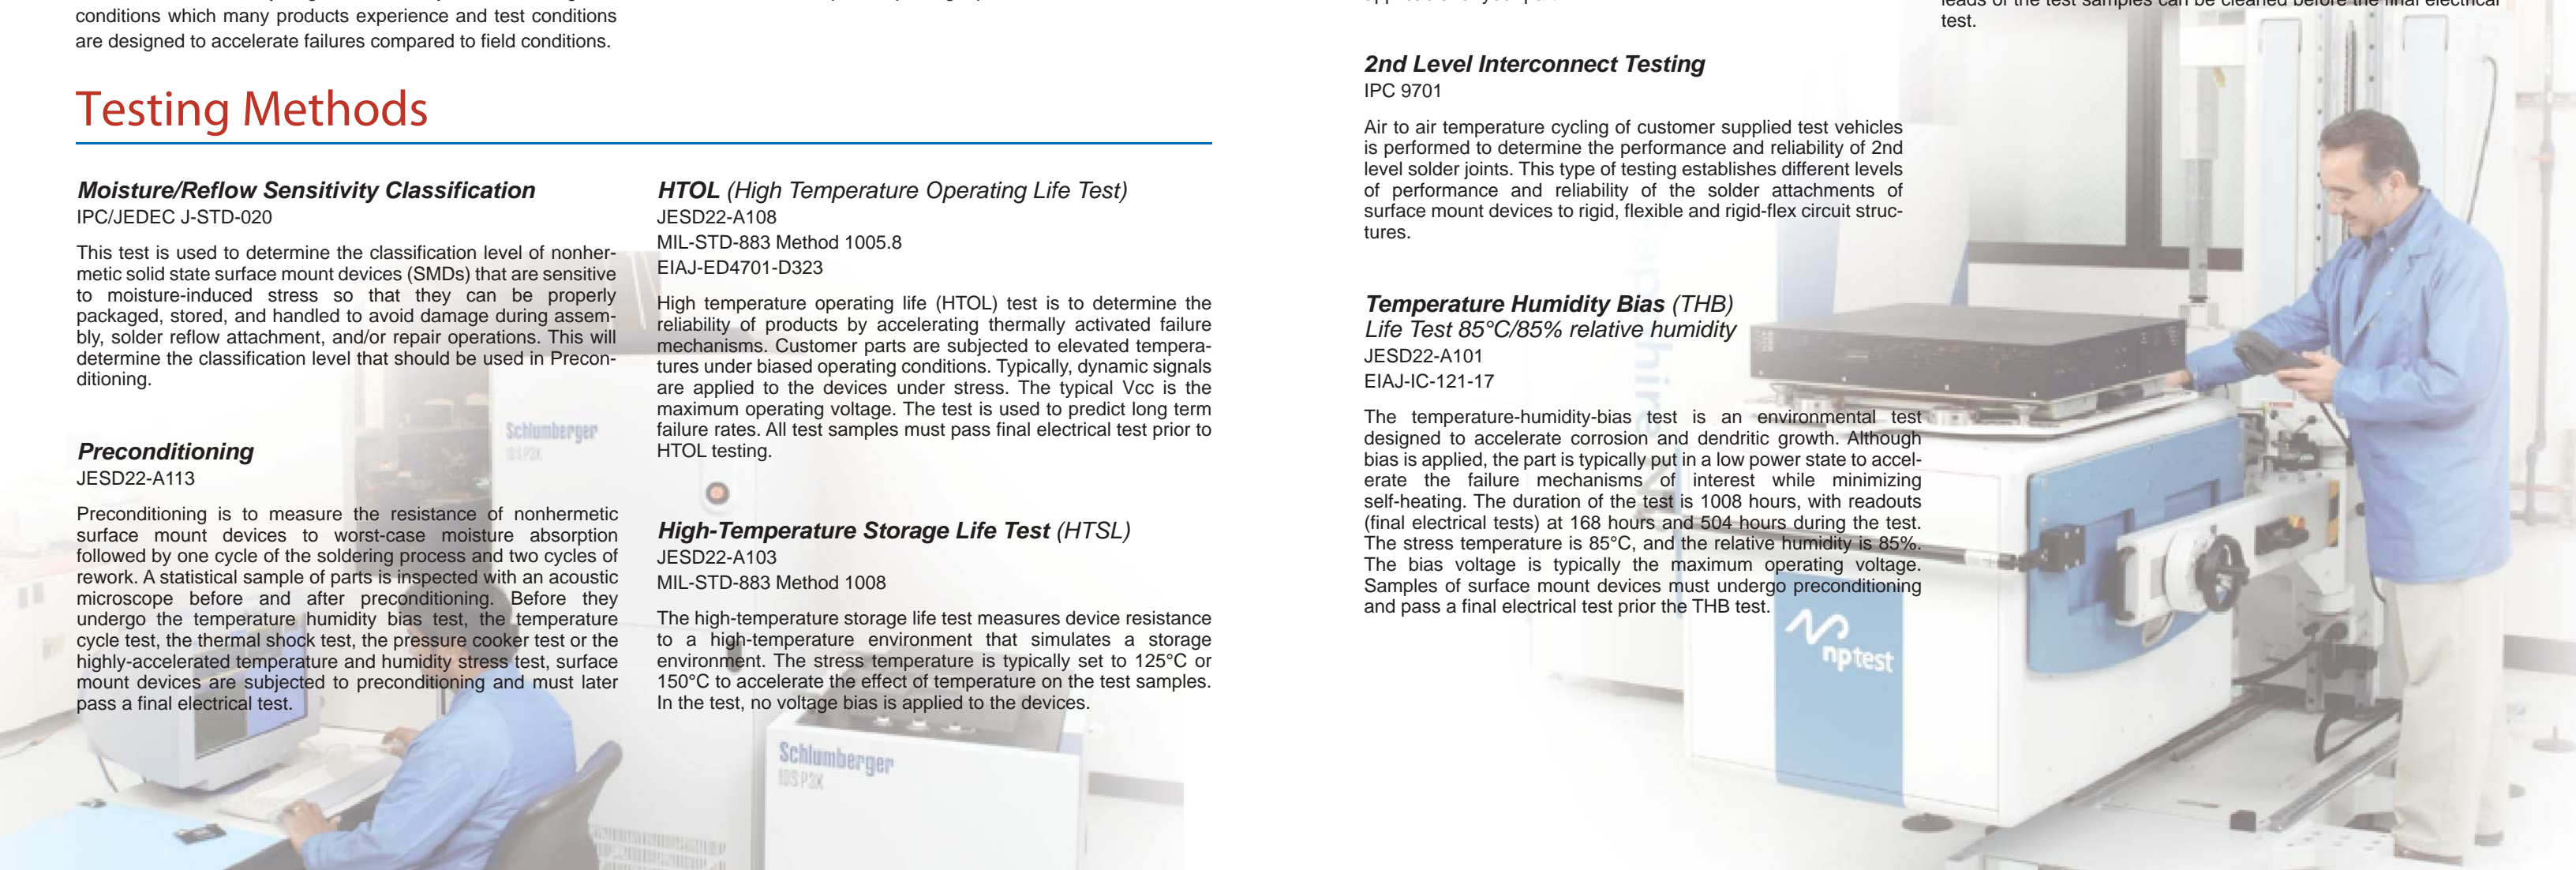 conditions which many products experience and test conditions
are designed to accelerate failures compared to field conditions.
Testing Methods
Moisture/Reflow Sensitivity Classification
IPC/JEDEC J-STD-020
This test is used to determine the classification level of nonher-
metic solid state surface mount devices (SMDs) that are sensitive
to moisture-induced stress so that they can be properly
packaged, stored, and handled to avoid damage during assem-
bly, solder reflow attachment, and/or repair operations. This will
determine the classification level that should be used in Precon-
ditioning.
Preconditioning
JESD22-A113
Preconditioning is to measure the resistance of nonhermetic
surface mount devices to worst-case moisture absorption
followed by one cycle of the soldering process and two cycles of
rework. A statistical sample of parts is inspected with an acoustic
microscope before and after preconditioning. Before they
undergo the temperature humidity bias test, the temperature
cycle test, the thermal shock test, the pressure cooker test or the
highly-accelerated temperature and humidity stress test, surface
mount devices are subjected to preconditioning and must later
pass a final electrical test.
HTOL (High Temperature Operating Life Test)
JESD22-A108
MIL-STD-883 Method 1005.8
EIAJ-ED4701-D323
High temperature operating life (HTOL) test is to determine the
reliability of products by accelerating thermally activated failure
mechanisms. Customer parts are subjected to elevated tempera-
tures under biased operating conditions. Typically, dynamic signals
are applied to the devices under stress. The typical Vcc is the
maximum operating voltage. The test is used to predict long term
failure rates. All test samples must pass final electrical test prior to
HTOL testing.
High-Temperature Storage Life Test (HTSL)
JESD22-A103
MIL-STD-883 Method 1008
The high-temperature storage life test measures device resistance
to a high-temperature environment that simulates a storage
environment. The stress temperature is typically set to 125°C or
150°C to accelerate the effect of temperature on the test samples.
In the test, no voltage bias is applied to the devices.
Schlumberger
IDS P3X
Schlumberger
IDS P3X
2nd Level Interconnect Testing
IPC 9701
Air to air temperature cycling of customer supplied test vehicles
is performed to determine the performance and reliability of 2nd
level solder joints. This type of testing establishes different levels
of performance and reliability of the solder attachments of
surface mount devices to rigid, flexible and rigid-flex circuit struc-
tures.
Temperature Humidity Bias (THB)
Life Test 85°C/85% relative humidity
JESD22-A101
EIAJ-IC-121-17
The temperature-humidity-bias test is an environmental test
designed to accelerate corrosion and dendritic growth. Although
bias is applied, the part is typically put in a low power state to accel-
erate the failure mechanisms of interest while minimizing
self-heating. The duration of the test is 1008 hours, with readouts
(final electrical tests) at 168 hours and 504 hours during the test.
The stress temperature is 85°C, and the relative humidity is 85%.
The bias voltage is typically the maximum operating voltage.
Samples of surface mount devices must undergo preconditioning
and pass a final electrical test prior the THB test.
leads of the test samples can be cleaned before the final electrical
test.
nptest